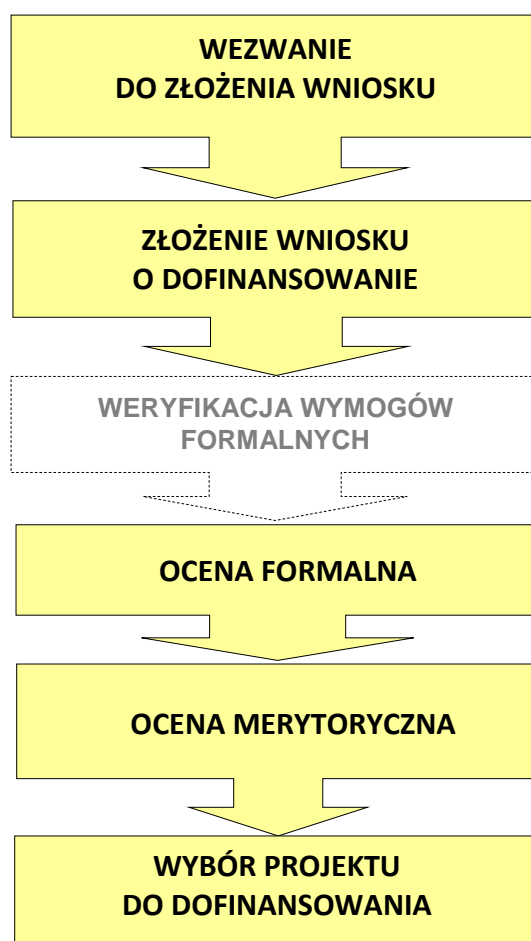 WEZWANIE
DO ZŁOŻENIA WNIOSKU
ZŁOŻENIE WNIOSKU
O DOFINANSOWANIE
WERYFIKACJA WYMOGÓW
FORMALNYCH
OCENA FORMALNA
OCENA MERYTORYCZNA
WYBÓR PROJEKTU
DO DOFINANSOWANIA